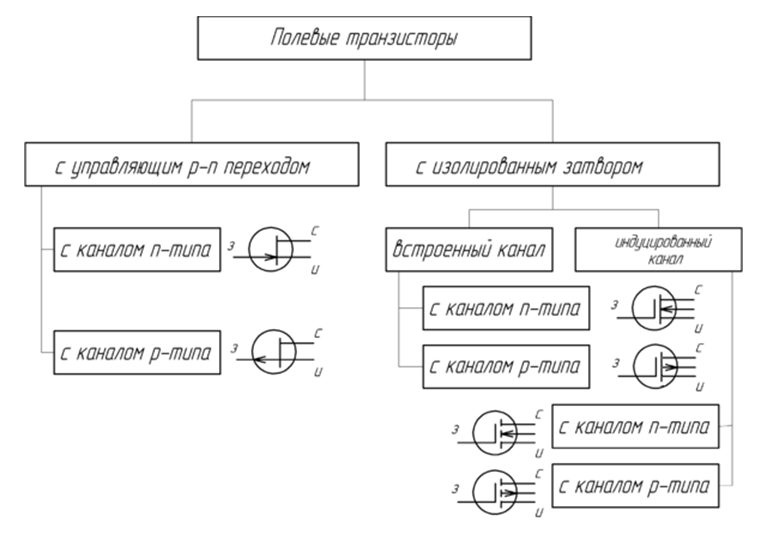 Полевые транзисторы
с управляющим p-n переходом
с изолированным затвором
с каналом n-типа
З
С
И
с каналом p-типа
З
С
И
встроенный канал
индуцированный
канал
с каналом n-типа
З
С
И
с каналом p-типа
З
С
И
З
С
И
с каналом n-типа
З
С
И
с каналом p-типа